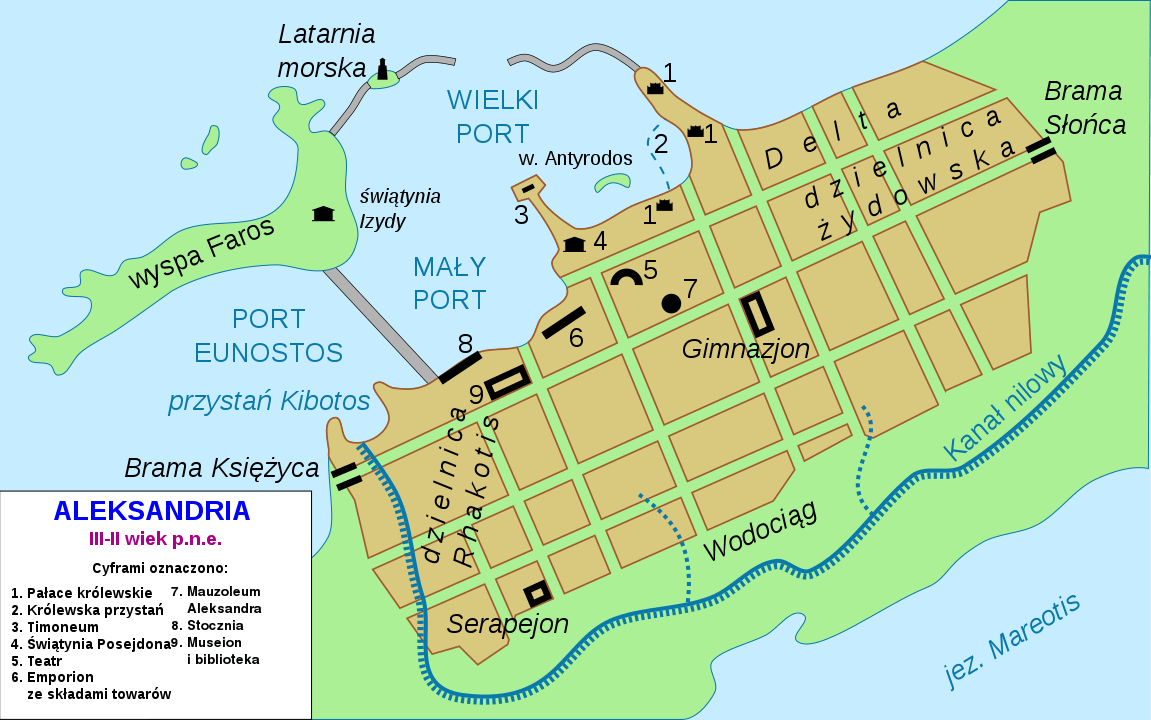 Latarnia
morska
WIELKI
PORT
1
1
2
w. Antyrodos
3
1
4
świątynia
Izydy
wyspa Faros
MAŁY
PORT
PORT
EUNOSTOS
przystań Kibotos
5
7
6
8
9
Gimnazjon
Delta
dzielnica
żydowska
Brama
Słońca
Brama Księżyca
dzielnica
Rhakotis
Serapejon
Wodociąg
Kanał nilowy
jez. Mareotis
ALEKSANDRIA
III-II wiek p.n.e.
Cyframi oznaczono:
1. Pałace królewskie
2. Królewska przystań
3. Timoneum
4. Świątynia Posejdona
5. Teatr
6. Emporion
ze składami towarów
7. Mauzoleum
Aleksandra
8. Stocznia
9. Museion
i biblioteka